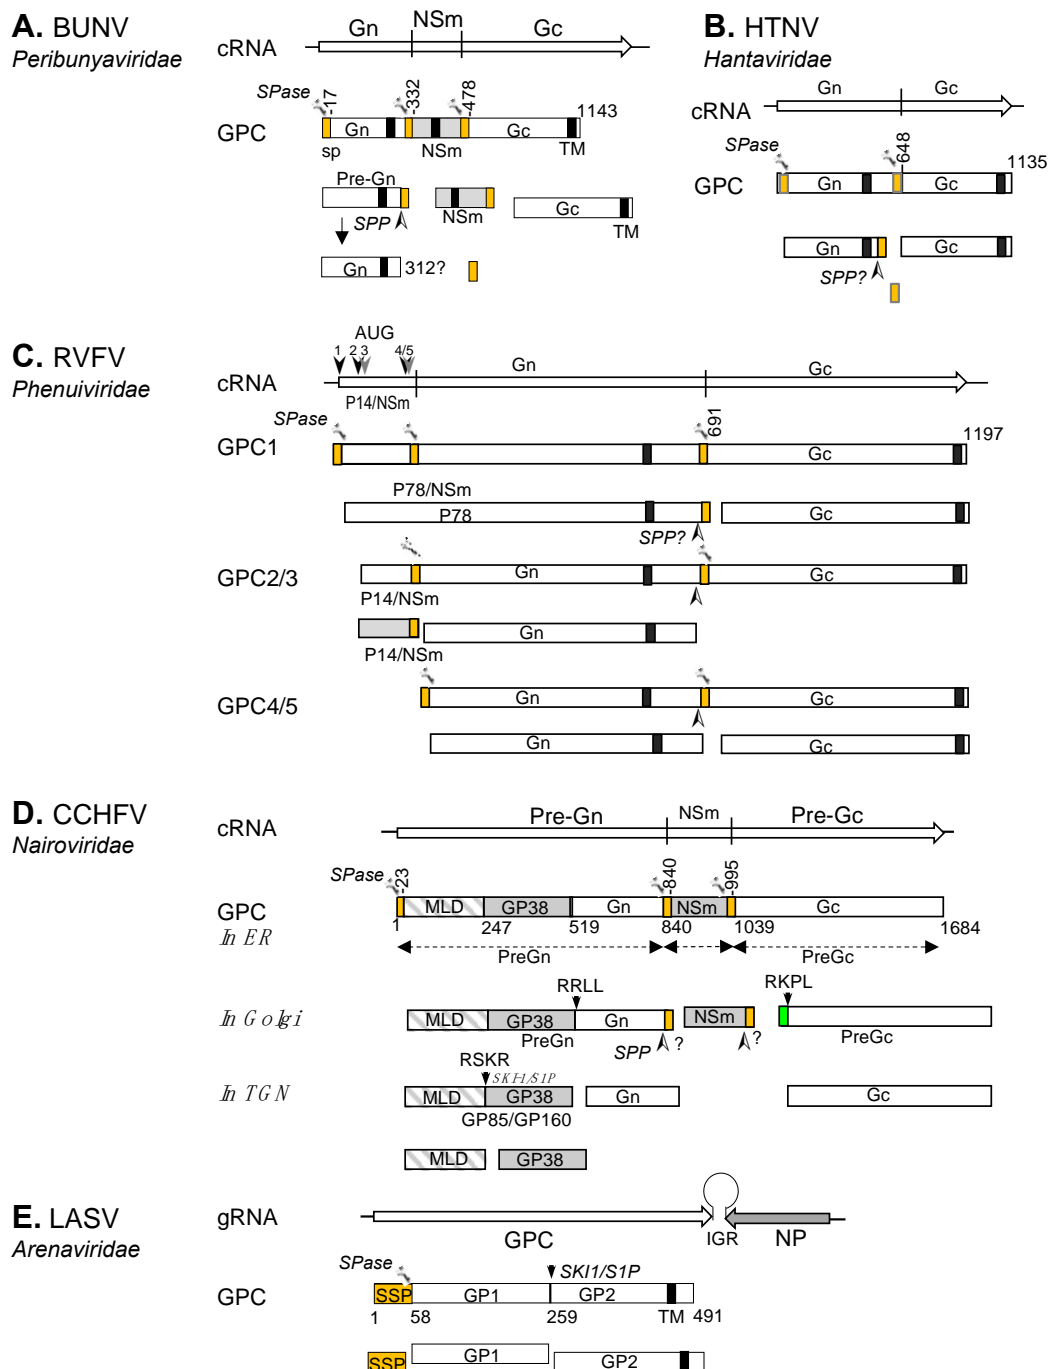 A. BUNV
Peribunyaviridae
cRNA
Gn NSm Gc
SPase
-17 -332 -478 1143
GPC
Gn Gc
sp NSm TM
Pre-Gn
SPP NSm Gc
TM
Gn 312?
B. HTNV
Hantaviridae
Gn Gc
cRNA
SPase -648 1135
GPC
Gn Gc
Gn Gc
SPP?
C. RVFV
Phenuiviridae
AUG
1 2 3 4/5
cRNA
Gn Gc
P14/NSm
SPase 691 1197
GPC1
Gc
P78/NSm
P78 Gc
SPP?
GPC2/3
Gn Gc
P14/NSm
Gn
P14/NSm
GPC4/5
Gn Gc
Gn Gc
D. CCHFV
Nairoviridae
cRNA
Pre-Gn NSm Pre-Gc
SPase -23 -840 -995
GPC
MLD GP38 Gn NSm Gc
In ER
1 247 519 840 1039 1684
PreGn PreGc
RRLL RKPL
In Golgi
MLD GP38 Gn NSm
PreGn SPP ? ? PreGc
RSKR
SKI-1/S1P
In TGN
MLD GP38 Gn Gc
GP85/GP160
MLD GP38
E. LASV
Arenaviridae
gRNA
GPC IGR NP
SPase SKI1/S1P
GPC
SSP GP1 GP2
1 58 259 TM 491
SSP GP1 GP2